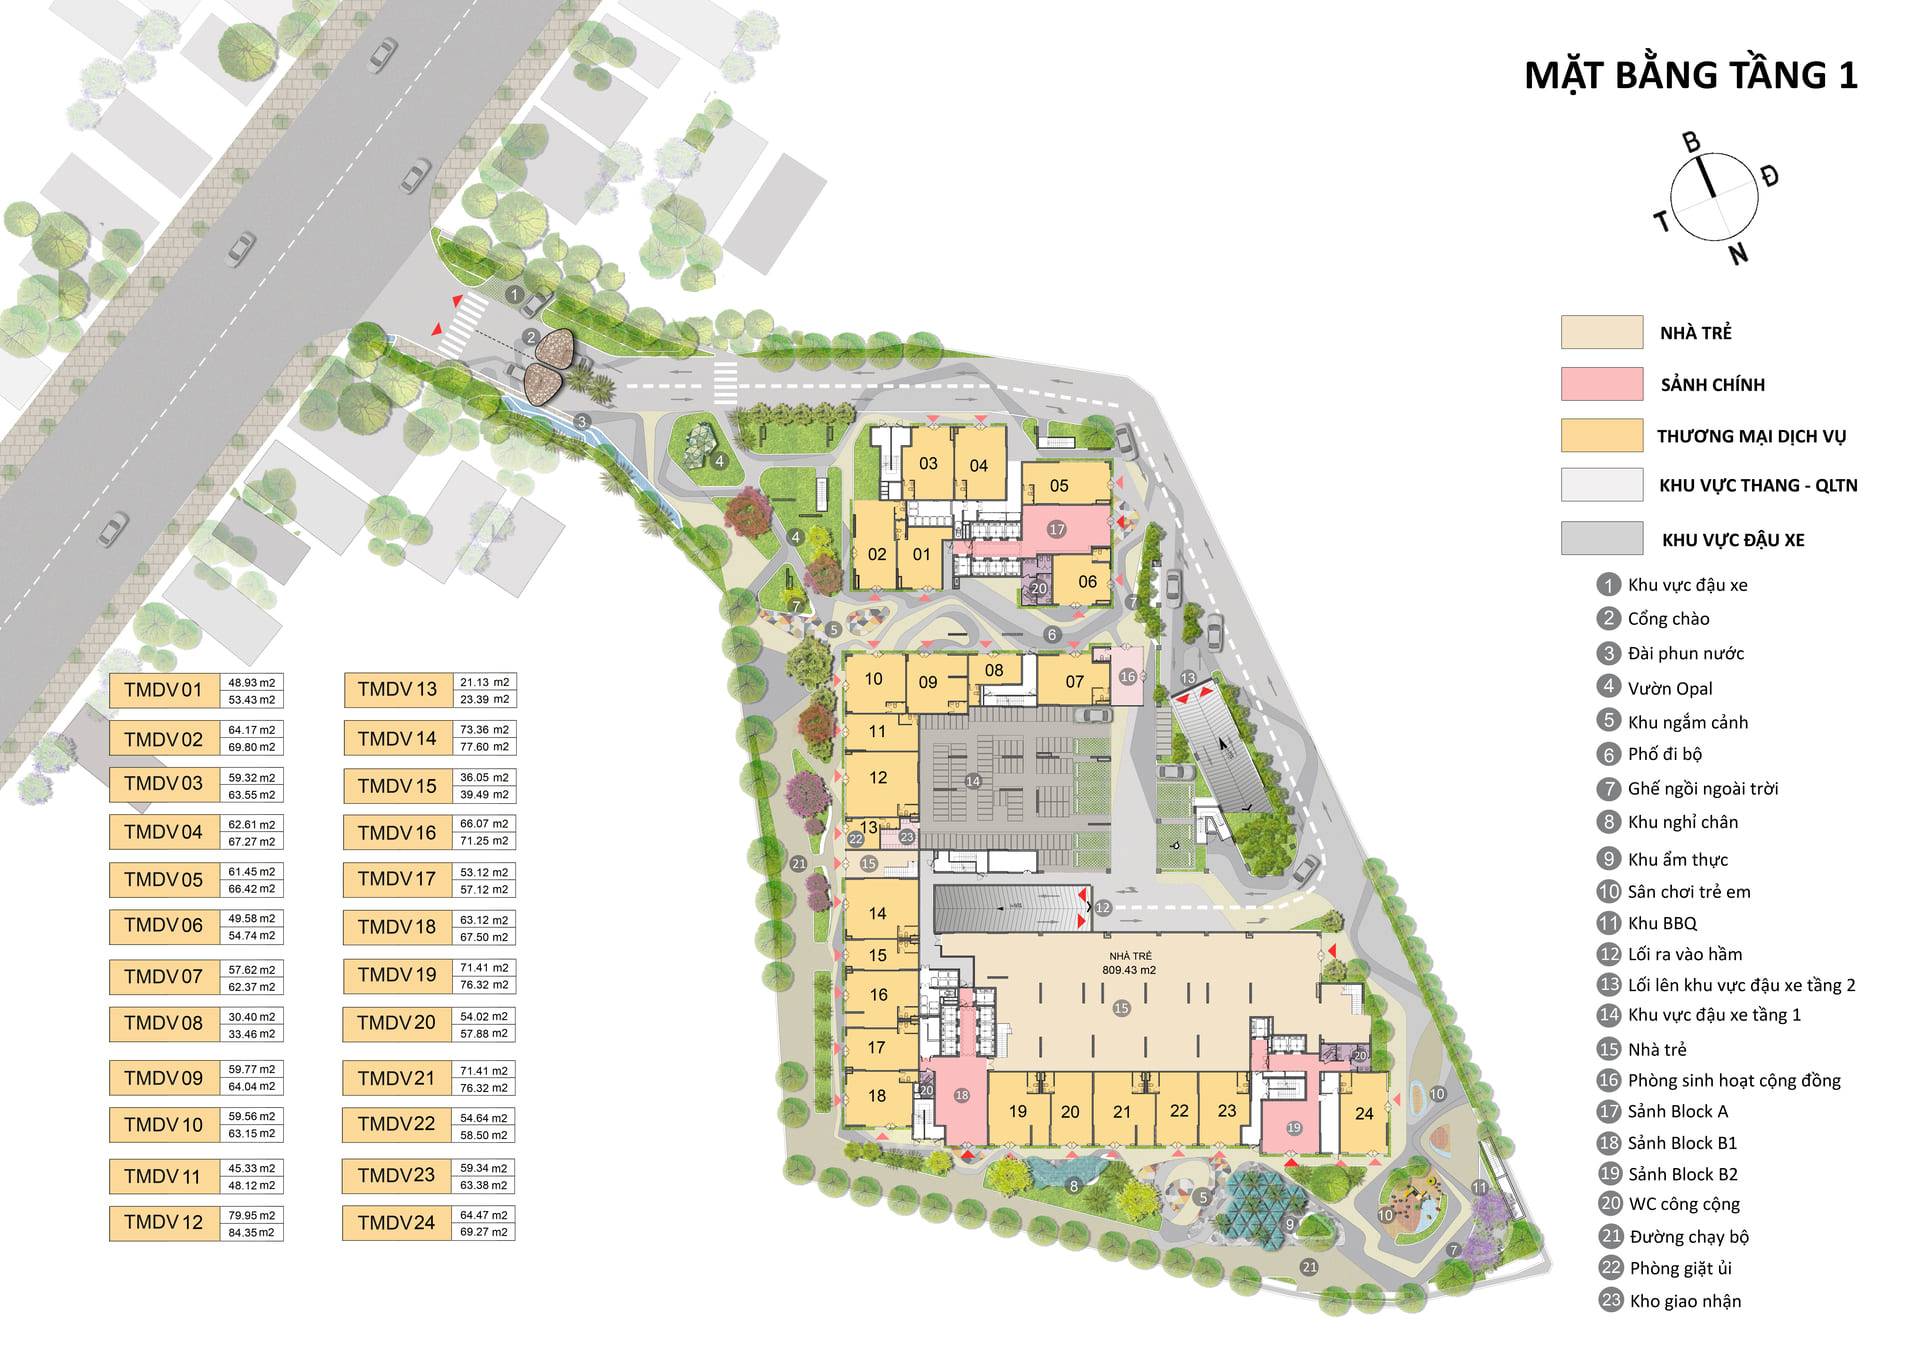 MẶT BẰNG TẦNG 1
B
Đ
T
N
NHÀ TRẺ
SẢNH CHÍNH
THƯƠNG MẠI DỊCH VỤ
KHU VỰC THANG - QLTN
KHU VỰC ĐẬU XE
1 Khu vực đậu xe
2 Cổng chào
3 Đài phun nước
4 Vườn Opal
5 Khu ngắm cảnh
6 Phố đi bộ
7 Ghế ngồi ngoài trời
8 Khu nghỉ chân
9 Khu ẩm thực
10 Sân chơi trẻ em
11 Khu BBQ
12 Lối ra vào hầm
13 Lối lên khu vực đậu xe tầng 2
14 Khu vực đậu xe tầng 1
15 Nhà trẻ
16 Phòng sinh hoạt cộng đồng
17 Sảnh Block A
18 Sảnh Block B1
19 Sảnh Block B2
20 WC công cộng
21 Đường chạy bộ
22 Phòng giặt ủi
23 Kho giao nhận
TMDV 01 48.93 m2
53.43 m2
TMDV 02 64.17 m2
69.80 m2
TMDV 03 59.32 m2
63.55 m2
TMDV 04 62.61 m2
67.27 m2
TMDV 05 61.45 m2
66.42 m2
TMDV 06 49.58 m2
54.74 m2
TMDV 07 57.62 m2
62.37 m2
TMDV 08 30.40 m2
33.46 m2
TMDV 09 59.77 m2
64.04 m2
TMDV 10 59.56 m2
63.15 m2
TMDV 11 45.33 m2
48.12 m2
TMDV 12 79.95 m2
84.35 m2
TMDV 13 21.13 m2
23.39 m2
TMDV 14 73.36 m2
77.60 m2
TMDV 15 36.05 m2
39.49 m2
TMDV 16 66.07 m2
71.25 m2
TMDV 17 53.12 m2
57.12 m2
TMDV 18 63.12 m2
67.50 m2
TMDV 19 71.41 m2
76.32 m2
TMDV 20 54.02 m2
57.88 m2
TMDV 21 71.41 m2
76.32 m2
TMDV 22 54.64 m2
58.50 m2
TMDV 23 59.34 m2
63.38 m2
TMDV 24 64.47 m2
69.27 m2
1
2
3
4
03
04
05
17
4
02
01
20
06
7
7
5
6
10
09
08
07
16
13
11
12
14
13
22
23
21
15
14
12
15
NHÀ TRẺ
809.43 m2
16
15
17
20
18
20
18
19
20
21
22
23
19
24
10
8
5
9
10
11
7
21